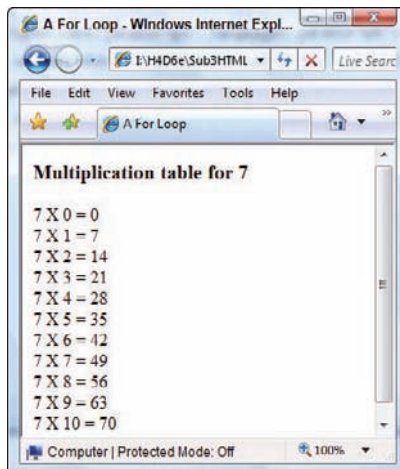 A For Loop - Windows Internet Expl...
I:\H4D6e\Sub3HTML
Live Searc
File Edit View Favorites Tools Help
A For Loop
Multiplication table for 7
7 X 0 = 0
7 X 1 = 7
7 X 2 = 14
7 X 3 = 21
7 X 4 = 28
7 X 5 = 35
7 X 6 = 42
7 X 7 = 49
7 X 8 = 56
7 X 9 = 63
7 X 10 = 70
Computer | Protected Mode: Off 100%